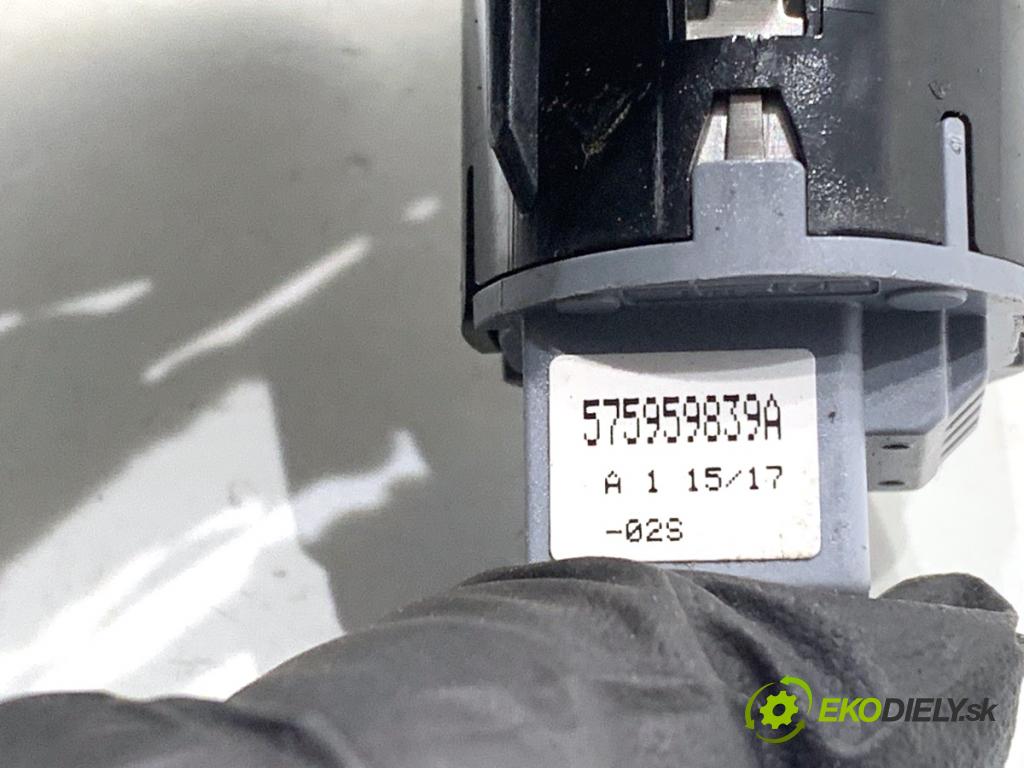 575959839A
A 1 15/17
-02S
EKODIELY.sk